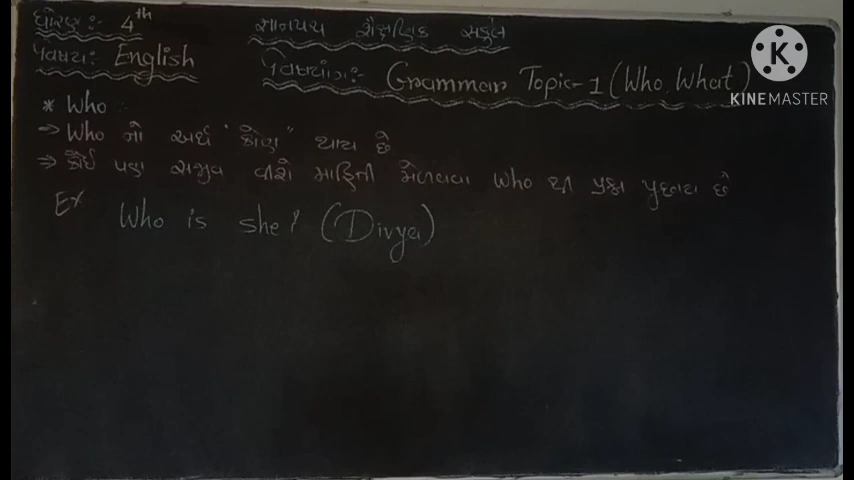 ધોરણ :- 4th
જ્ઞાનપથ શૈક્ષણિક સંકુલ
વિષય: English
વિષયાંગ:- Grammar Topic-1 (Who, What)
KINEMASTER
* Who :
→ Who નો અર્થ "કોણ" થાય છે
⇒ કોઈ પણ સજીવ વીશે માહિતી મેળવવા Who થી પ્રશ્ન પુછાય છે
Ex
Who is she? (Divya)